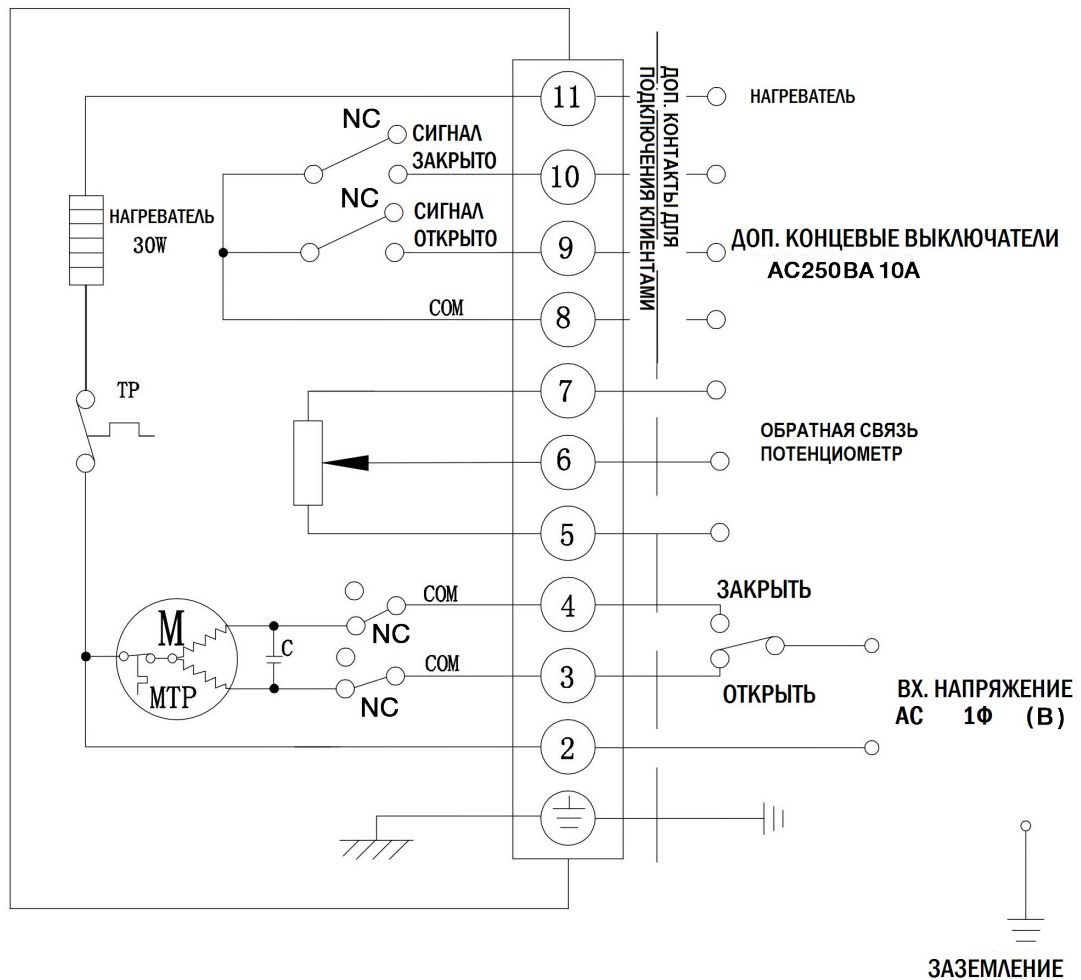 11
НАГРЕВАТЕЛЬ
ДОП. КОНТАКТЫ ДЛЯ
ПОДКЛЮЧЕНИЯ КЛИЕНТАМИ
NC
СИГНАЛ
ЗАКРЫТО
10
NC
СИГНАЛ
ОТКРЫТО
9
НАГРЕВАТЕЛЬ
30W
ДОП. КОНЦЕВЫЕ ВЫКЛЮЧАТЕЛИ
AC250BA 10A
COM
8
TP
7
ОБРАТНАЯ СВЯЗЬ
ПОТЕНЦИОМЕТР
6
5
COM
4
ЗАКРЫТЬ
M
MTP
C
NC
COM
3
NC
ОТКРЫТЬ
ВХ. НАПРЯЖЕНИЕ
AC 1Ф (В)
2
ЗАЗЕМЛЕНИЕ